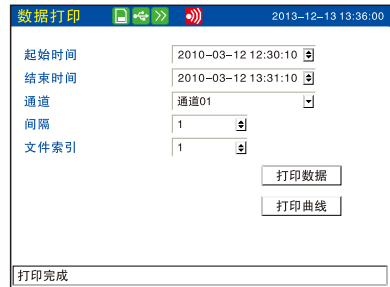 数据打印 2013-12-13 13:36:00
起始时间 2010-03-12 12:30:10
结束时间 2010-03-12 13:31:10
通道 通道01
间隔 1
文件索引 1
打印数据
打印曲线
打印完成